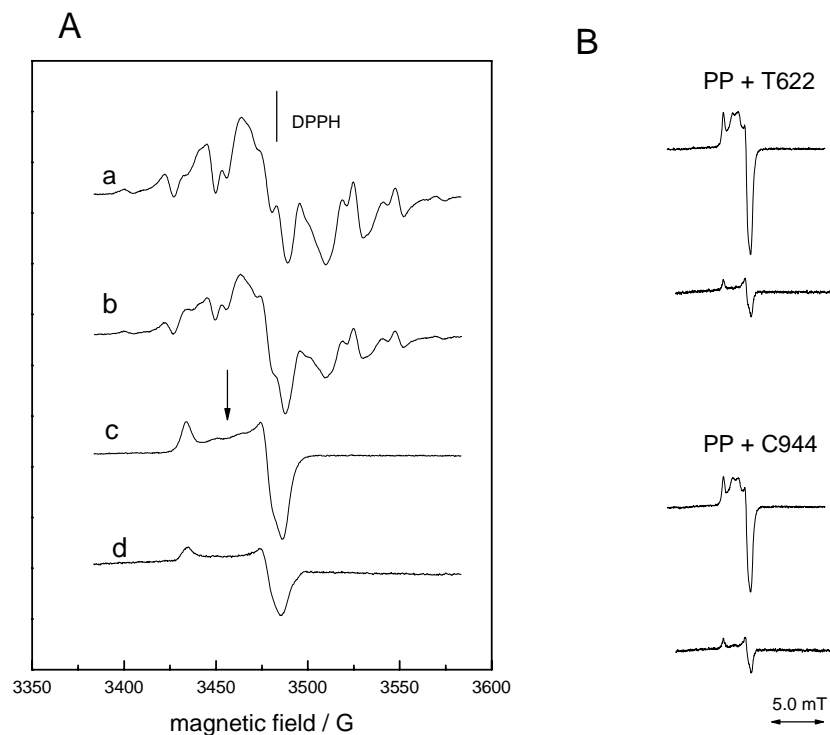 A
B
DPPH
a
b
c
d
3350 3400 3450 3500 3550 3600
magnetic field / G
PP + T622
PP + C944
5.0 mT